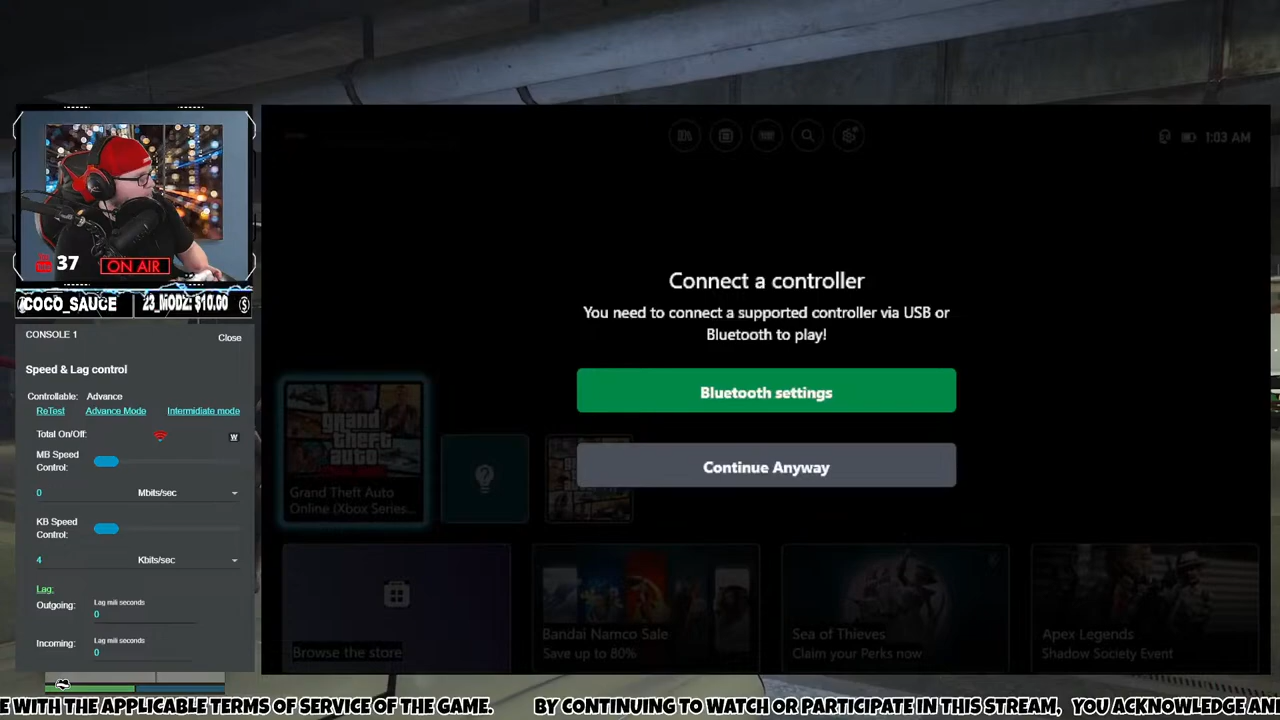 1:03 AM
37
ON AIR
COCO_SAUCE
23_MODZ: $10.00
CONSOLE 1
Close
Speed & Lag control
Controllable: Advance
ReTest Advance Mode Intermidiate mode
Total On/Off: W
MB Speed
Control:
0 Mbits/sec
KB Speed
Control:
4 Kbits/sec
Lag:
Outgoing: Lag mili seconds
0
Incoming: Lag mili seconds
0
Connect a controller
You need to connect a supported controller via USB or
Bluetooth to play!
Bluetooth settings
Continue Anyway
grand
theft
auto
Grand Theft Auto
Online (Xbox Series...
Browse the store
Bandai Namco Sale
Save up to 80%
Sea of Thieves
Claim your Perks now
Apex Legends
Shadow Society Event
E WITH THE APPLICABLE TERMS OF SERVICE OF THE GAME. BY CONTINUING TO WATCH OR PARTICIPATE IN THIS STREAM, YOU ACKNOWLEDGE AN